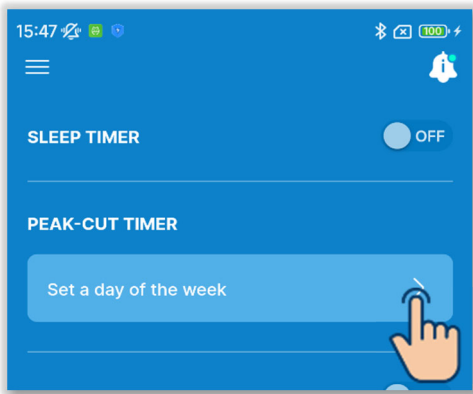 15:47
100
SLEEP TIMER
OFF
PEAK-CUT TIMER
Set a day of the week